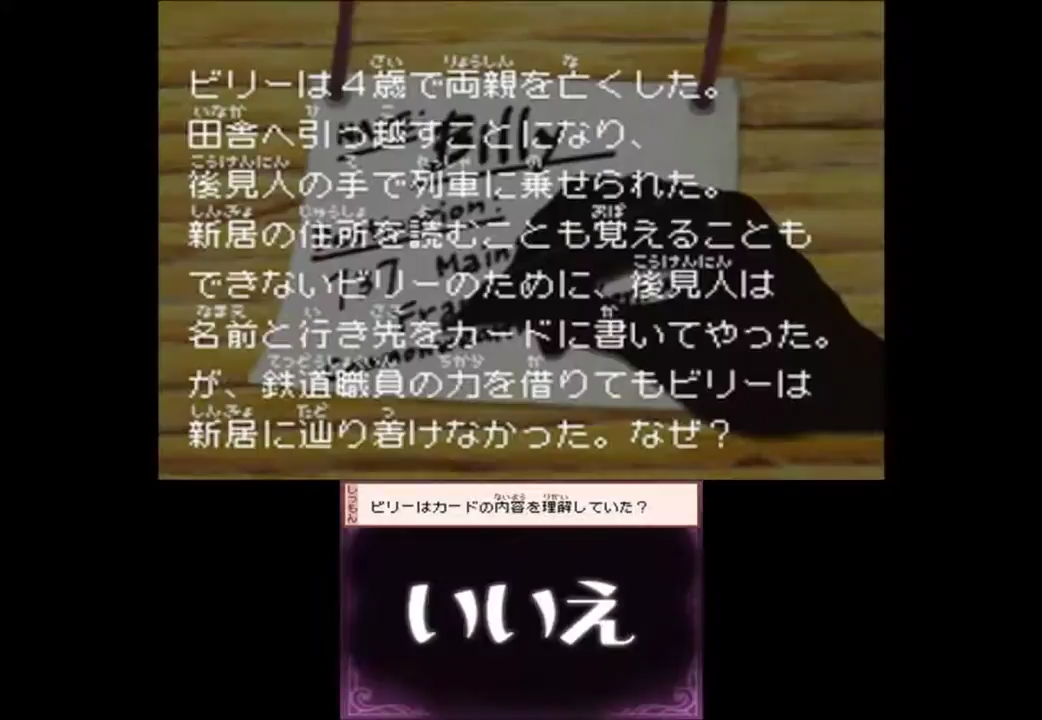 ビリーは４歳で両親を亡くした。
田舎へ引っ越すことになり、
後見人の手で列車に乗せられた。
新居の住所を読むことも覚えることも
できないビリーのために、後見人は
名前と行き先をカードに書いてやった。
が、鉄道職員の力を借りてもビリーは
新居に辿り着けなかった。なぜ？
Billy
137 Main
しつもん
ビリーはカードの内容を理解していた？
いいえ